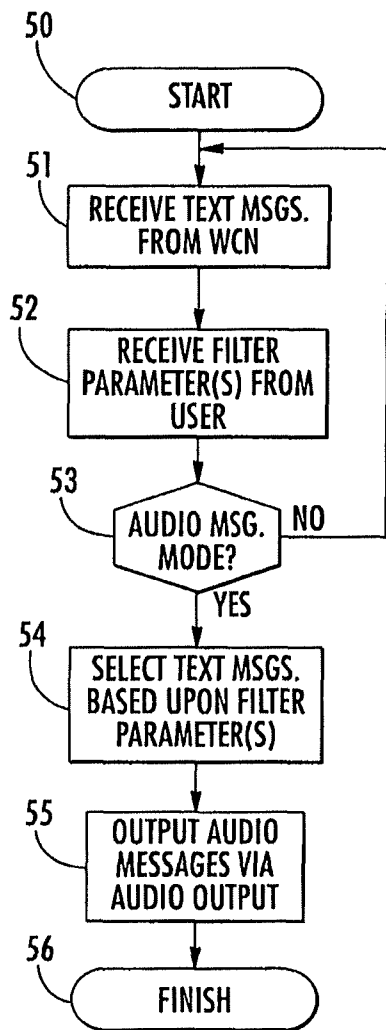 50
START
51
RECEIVE TEXT MSGS.
FROM WCN
52
RECEIVE FILTER
PARAMETER(S) FROM
USER
53
AUDIO MSG.
MODE?
NO
YES
54
SELECT TEXT MSGS.
BASED UPON FILTER
PARAMETER(S)
55
OUTPUT AUDIO
MESSAGES VIA
AUDIO OUTPUT
56
FINISH